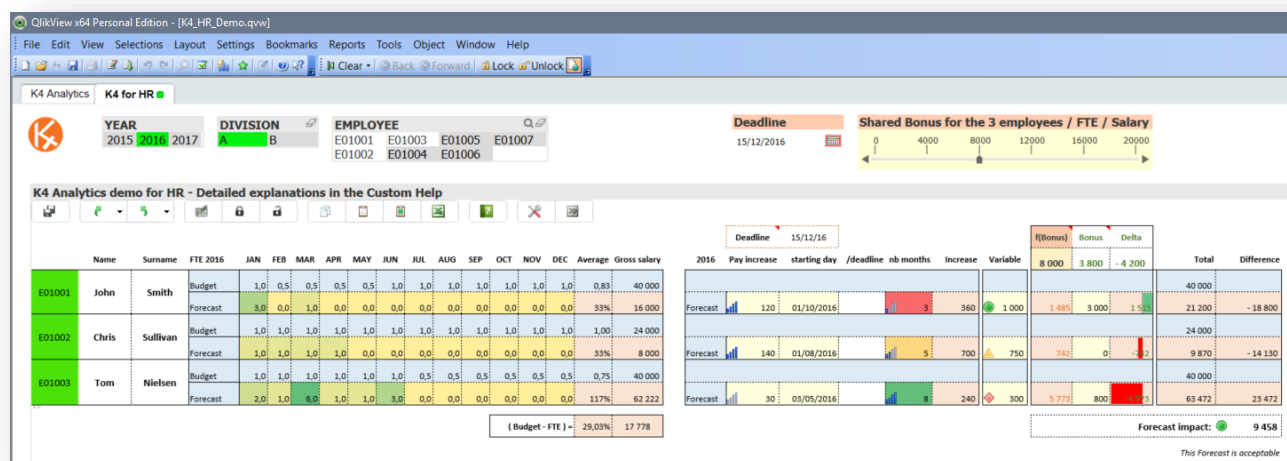 QlikView x64 Personal Edition - [K4_HR_Demo.qvw]
File Edit View Selections Layout Settings Bookmarks Reports Tools Object Window Help
Clear Back Forward Lock Unlock
K4 Analytics K4 for HR
YEAR DIVISION EMPLOYEE Deadline Shared Bonus for the 3 employees / FTE / Salary
2015 2016 2017 A B E01001 E01003 E01005 E01007 15/12/2016 0 4000 8000 12000 16000 20000
E01002 E01004 E01006
K4 Analytics demo for HR - Detailed explanations in the Custom Help
Deadline 15/12/16 f(Bonus) Bonus Delta
Name Surname FTE 2016 JAN FEB MAR APR MAY JUN JUL AUG SEP OCT NOV DEC Average Gross salary 2016 Pay increase starting day /deadline nb months Increase Variable 8 000 3 800 - 4 200 Total Difference
Budget 1,0 0,5 0,5 0,5 0,5 1,0 1,0 1,0 1,0 1,0 1,0 1,0 0,83 40 000 40 000
E01001 John Smith
Forecast 3,0 0,0 1,0 0,0 0,0 0,0 0,0 0,0 0,0 0,0 0,0 0,0 33% 16 000 Forecast 120 01/10/2016 3 360 1 000 1 485 3 000 1 515 21 200 - 18 800
Budget 1,0 1,0 1,0 1,0 1,0 1,0 1,0 1,0 1,0 1,0 1,0 1,0 1,00 24 000 24 000
E01002 Chris Sullivan
Forecast 1,0 1,0 1,0 1,0 0,0 0,0 0,0 0,0 0,0 0,0 0,0 0,0 33% 8 000 Forecast 140 01/08/2016 5 700 750 742 0 9 870 - 14 130
Budget 1,0 1,0 1,0 1,0 1,0 1,0 0,5 0,5 0,5 0,5 0,5 0,5 0,75 40 000 40 000
E01003 Tom Nielsen
Forecast 2,0 1,0 6,0 1,0 1,0 3,0 0,0 0,0 0,0 0,0 0,0 0,0 117% 62 222 Forecast 30 03/05/2016 8 240 300 5 773 800 63 472 23 472
( Budget - FTE ) = 29,03% 17 778 Forecast impact: 9 458
This Forecast is acceptable